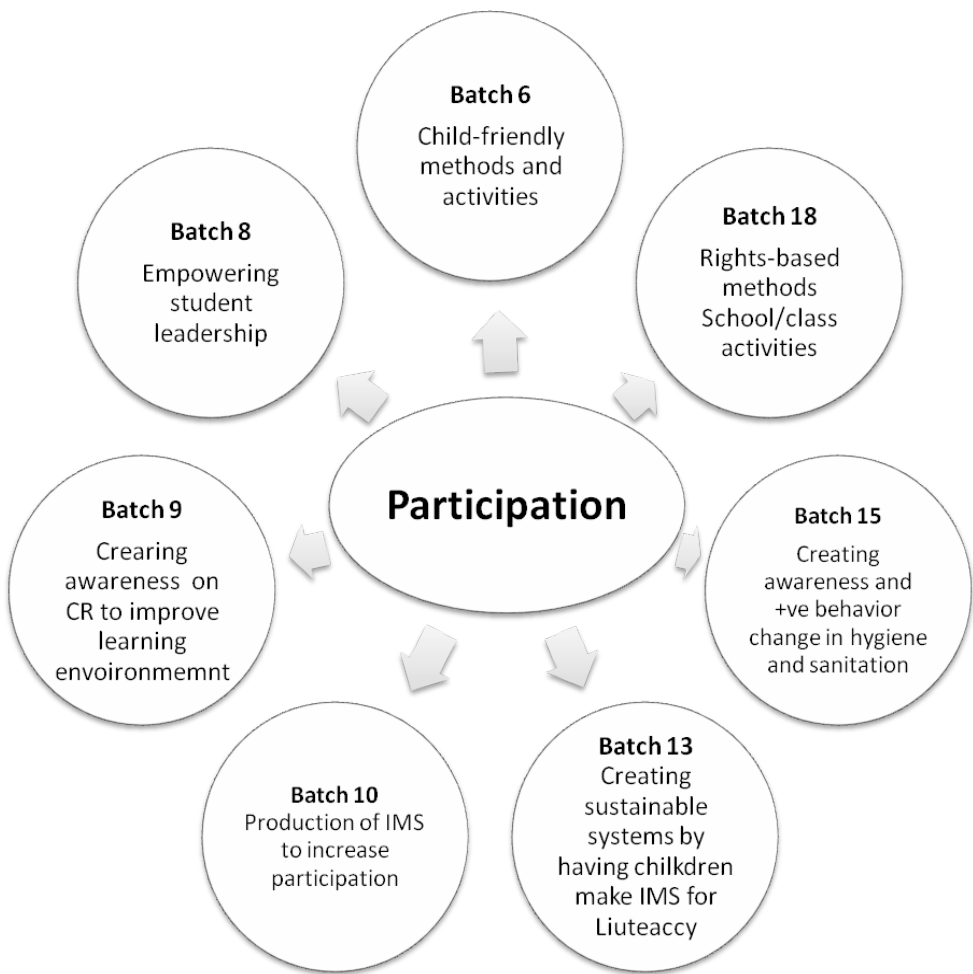 Batch 6
Child-friendly
methods and
activities
Batch 18
Rights-based
methods
School/class
activities
Batch 8
Empowering
student
leadership
Participation
Batch 15
Creating
awareness and
+ve behavior
change in hygiene
and sanitation
Batch 9
Crearing
awareness on
CR to improve
learning
envoironmemnt
Batch 13
Creating
sustainable
systems by
having chilkdren
make IMS for
Liuteaccy
Batch 10
Production of IMS
to increase
participation